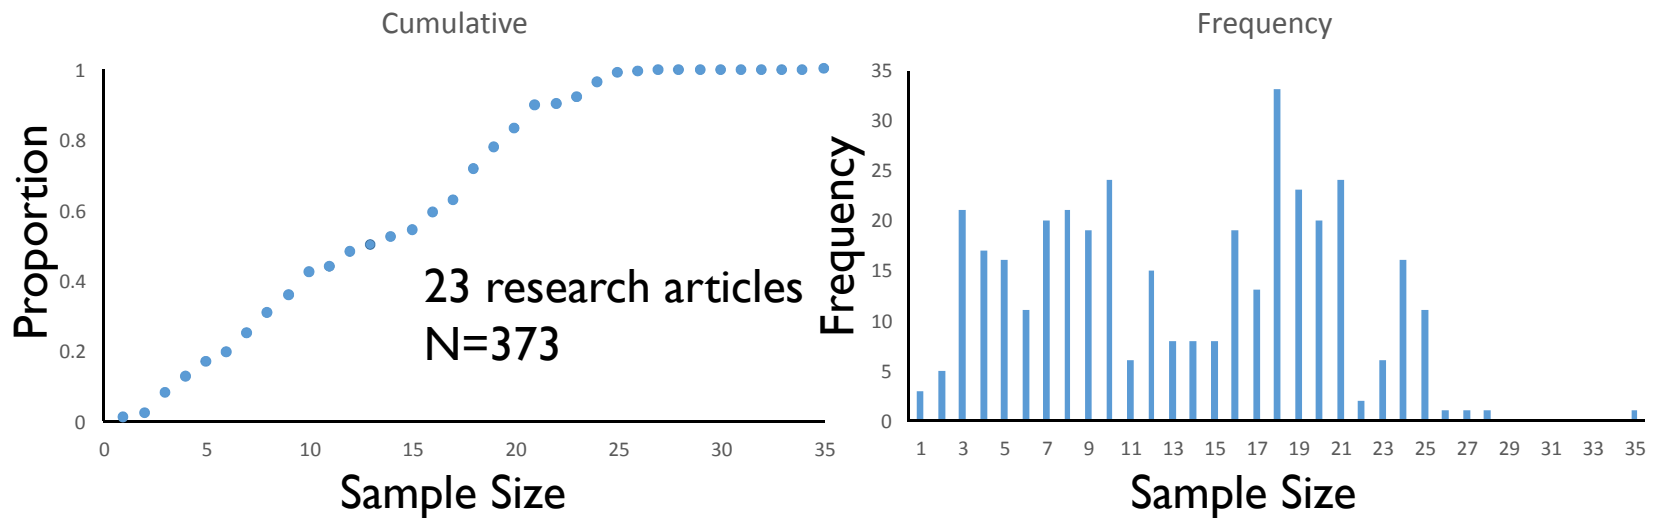 Cumulative
Proportion
1
0.8
0.6
0.4
0.2
0
0 5 10 15 20 25 30 35
Sample Size
23 research articles
N=373
Frequency
Frequency
35
30
25
20
15
10
5
0
1 3 5 7 9 11 13 15 17 19 21 23 25 27 29 31 33 35
Sample Size